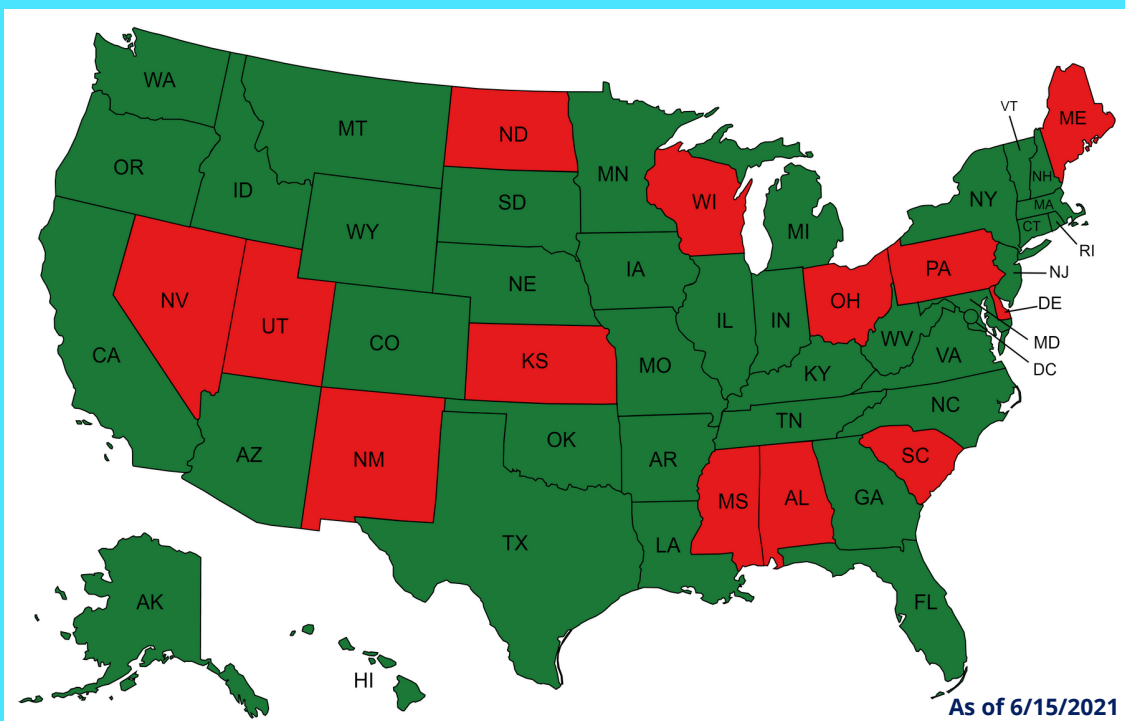 WA
OR
CA
NV
ID
MT
WY
UT
AZ
CO
NM
ND
SD
NE
KS
OK
TX
MN
IA
MO
AR
LA
WI
IL
MI
IN
OH
KY
TN
MS
AL
GA
FL
SC
NC
VA
WV
PA
NY
VT
NH
ME
MA
CT
RI
NJ
DE
MD
DC
AK
HI
As of 6/15/2021